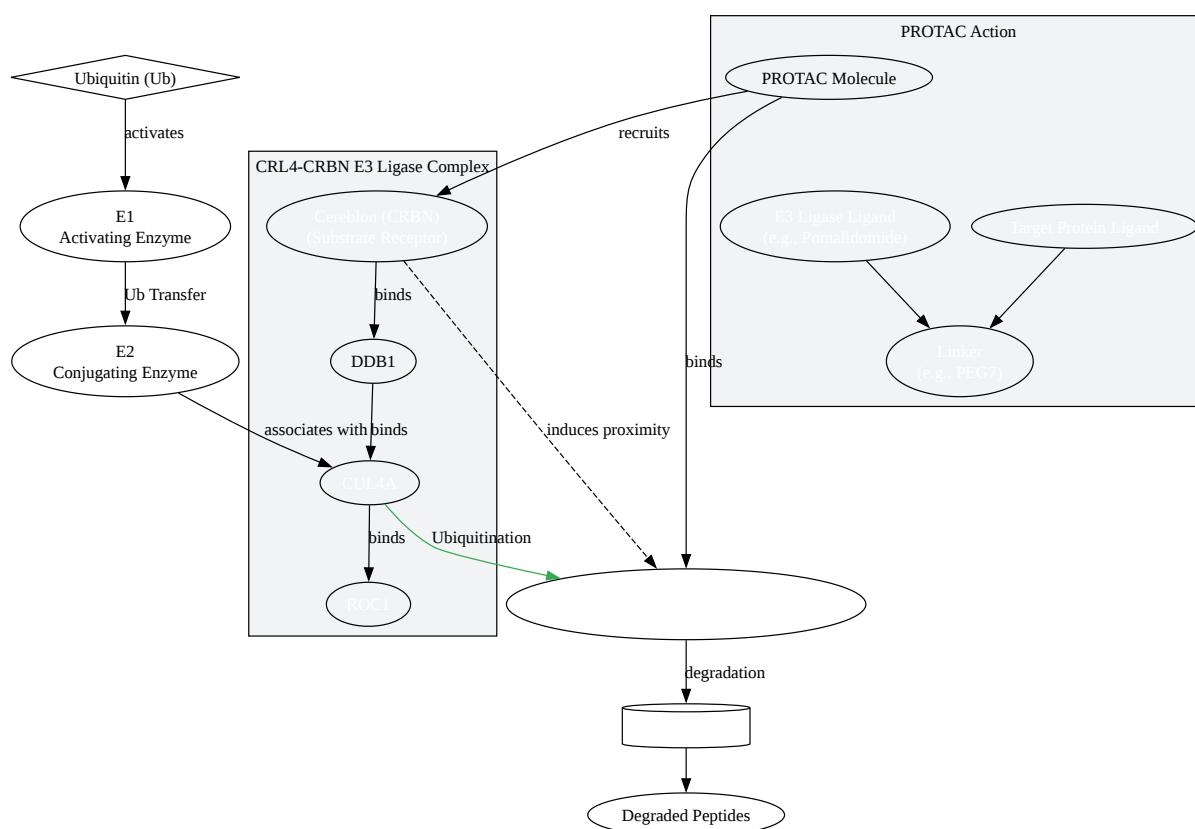 PROTAC Action
Ubiquitin (Ub)
PROTAC Molecule
activates
recruits
CRL4-CRBN E3 Ligase Complex
E1
Activating Enzyme
Cereblon (CRBN)
(Substrate Receptor)
E3 Ligase Ligand
(e.g., Pomalidomide)
Target Protein Ligand
Ub Transfer
binds
E2
Conjugating Enzyme
DDB1
binds
Linker
(e.g., PEG7)
associates with
binds
induces proximity
CUL4A
binds
Ubiquitination
ROC1
degradation
Degraded Peptides